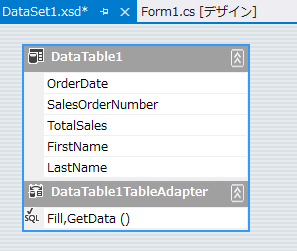 DataSet1.xsd* Form1.cs [デザイン]
DataTable1
OrderDate
SalesOrderNumber
TotalSales
FirstName
LastName
DataTable1TableAdapter
SQL Fill,GetData ()